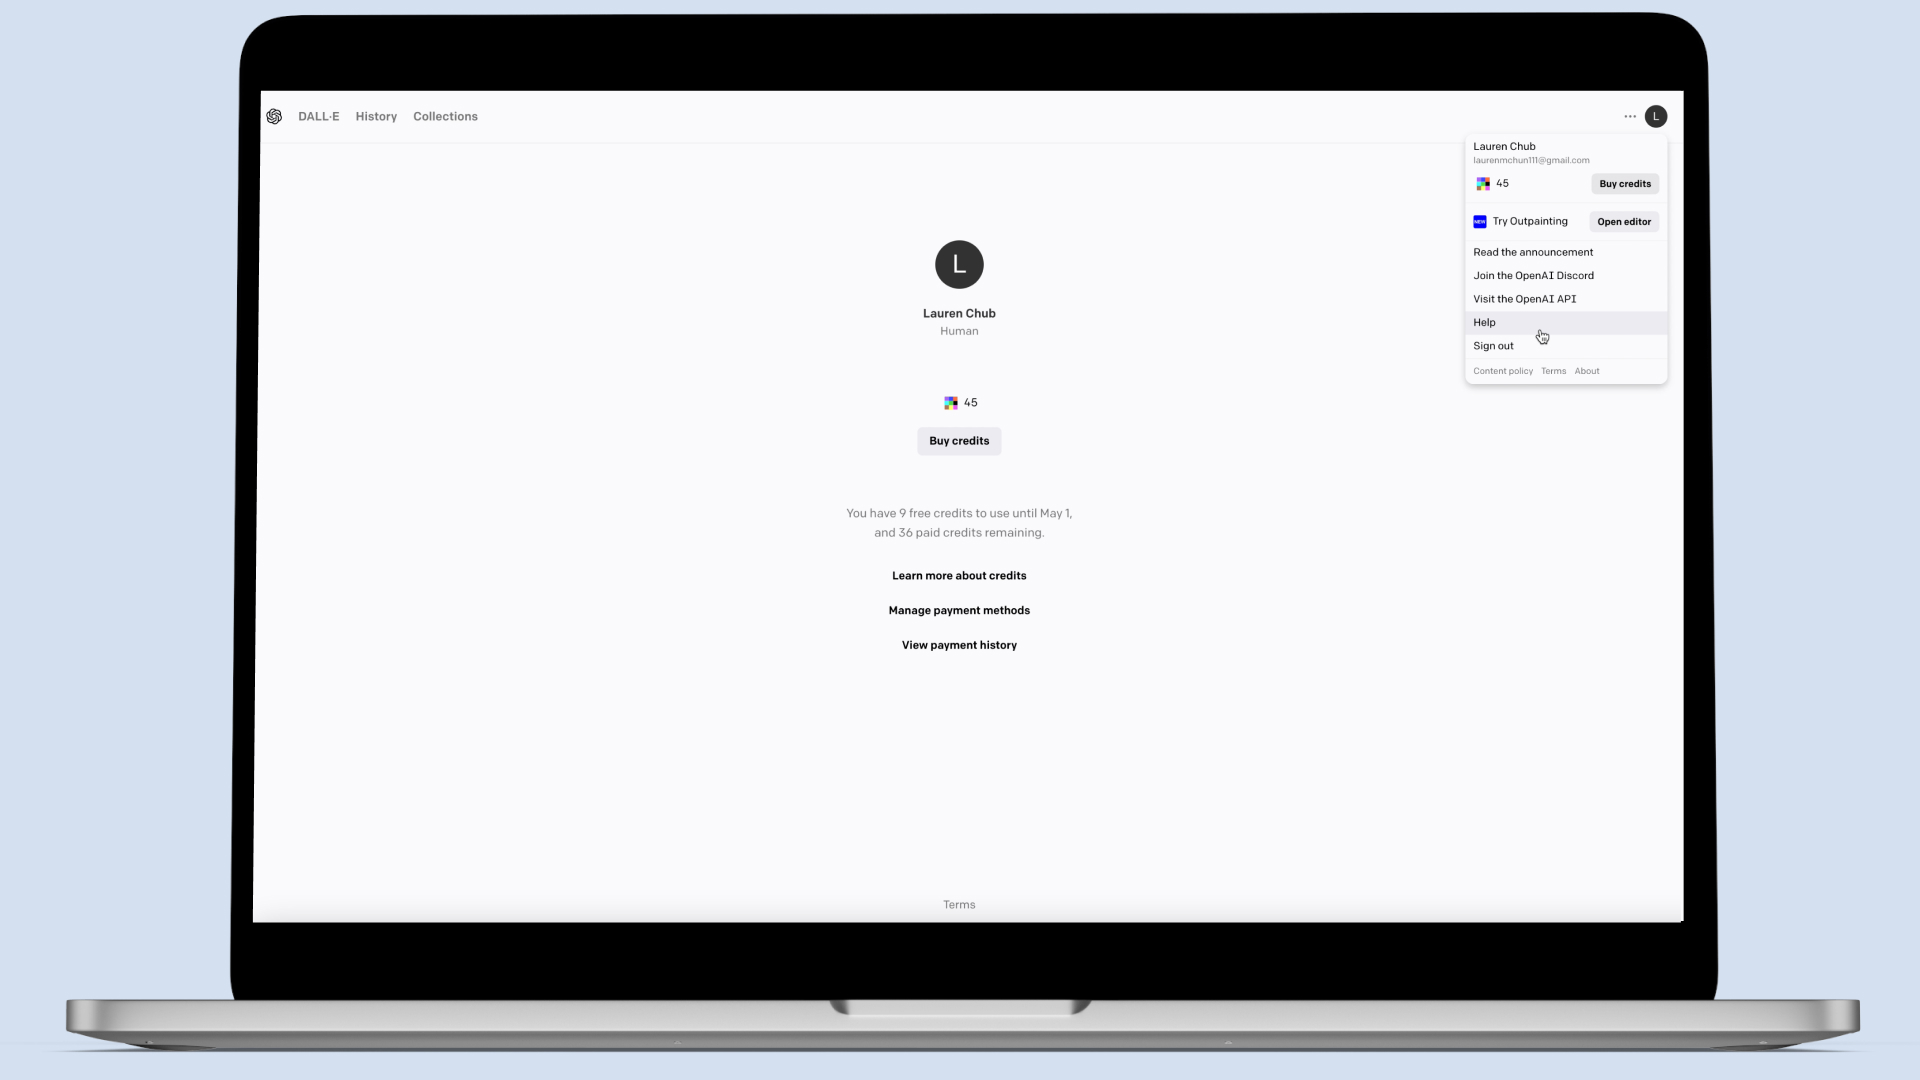 DALL·E History Collections
··· L
Lauren Chub
laurenmchun111@gmail.com
45 Buy credits
NEW Try Outpainting Open editor
Read the announcement
Join the OpenAI Discord
Visit the OpenAI API
Help
Sign out
Content policy Terms About
L
Lauren Chub
Human
45
Buy credits
You have 9 free credits to use until May 1,
and 36 paid credits remaining.
Learn more about credits
Manage payment methods
View payment history
Terms